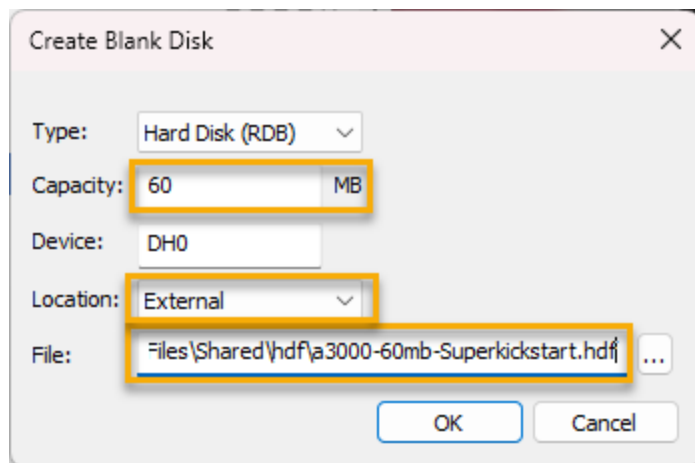 Create Blank Disk
Type: Hard Disk (RDB)
Capacity: 60 MB
Device: DH0
Location: External
File: Files\Shared\hdf\a3000-60mb-Superkickstart.hdf ...
OK Cancel